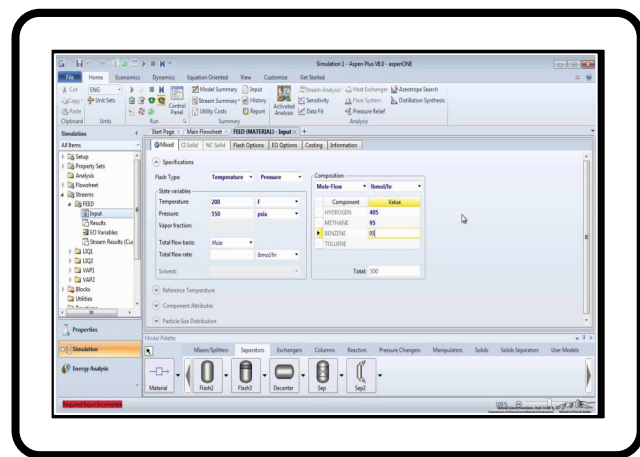 Simulation 1 - Aspen Plus V8.0 - aspenONE
File Home Economics Dynamics Equation Oriented View Customize Get Started
Cut ENG Model Summary Input Stream Analysis Heat Exchanger Azeotrope Search
Copy Unit Sets Control Panel Stream Summary History Activated Analysis Sensitivity Flare System Distillation Synthesis
Paste Utility Costs Report Data Fit Pressure Relief
Clipboard Units Run Summary Analysis
Simulation Start Page Main Flowsheet FEED (MATERIAL) - Input
All Items Mixed CI Solid NC Solid Flash Options EO Options Costing Information
Setup
Property Sets
Analysis
Flowsheet
Streams
FEED
Input
Results
EO Variables
Stream Results (Cus
LIQ1
LIQ2
VAP1
VAP2
Blocks
Utilities
Specifications
Flash Type: Temperature Pressure
State variables
Temperature: 200 F
Pressure: 550 psia
Vapor fraction:
Total flow basis: Mole
Total flow rate: lbmol/hr
Solvent:
Reference Temperature
Component Attributes
Particle Size Distribution
Composition
Mole-Flow lbmol/hr
Component Value
HYDROGEN 405
METHANE 95
BENZENE 95
TOLUENE
Total: 500
Properties
Simulation
Energy Analysis
Model Palette
Mixers/Splitters Separators Exchangers Columns Reactors Pressure Changers Manipulators Solids Solids Separators User Models
Material Flash2 Flash3 Decanter Sep Sep2
Required Input Incomplete 100%